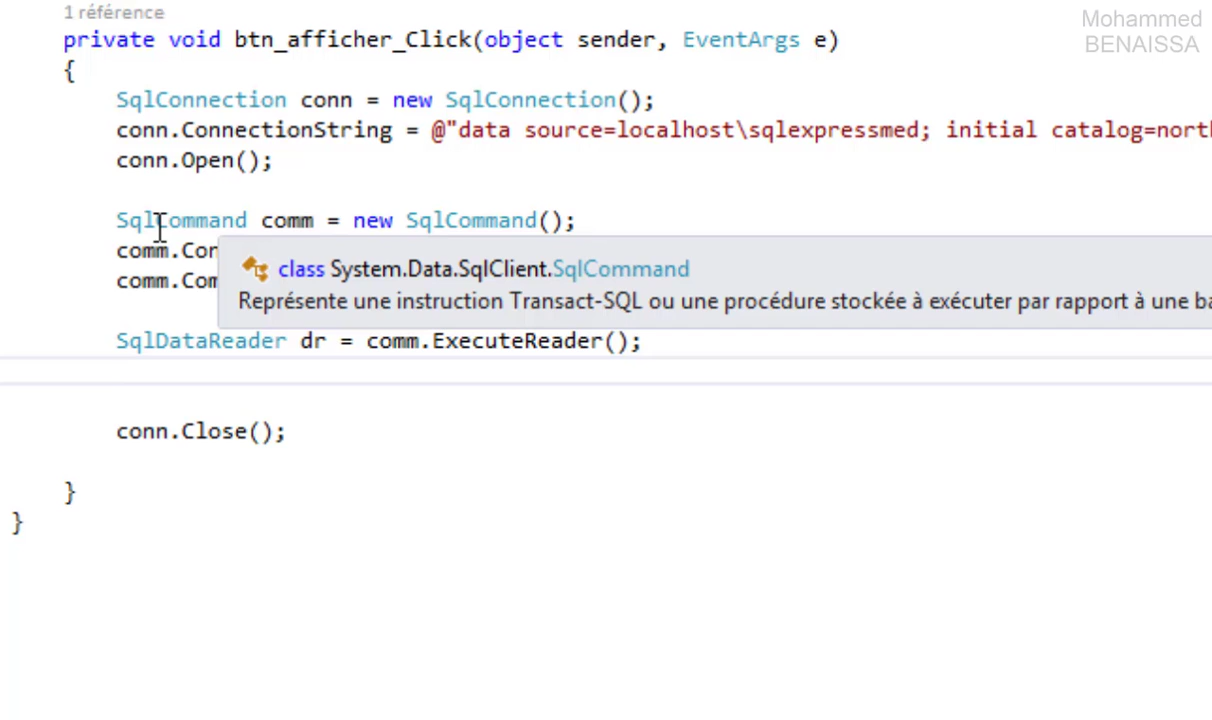 1 référence
Mohammed
BENAISSA
private void btn_afficher_Click(object sender, EventArgs e)
{
SqlConnection conn = new SqlConnection();
conn.ConnectionString = @"data source=localhost\sqlexpressmed; initial catalog=nort
conn.Open();
SqlCommand comm = new SqlCommand();
comm.Con
class System.Data.SqlClient.SqlCommand
comm.Com
Représente une instruction Transact-SQL ou une procédure stockée à exécuter par rapport à une ba
SqlDataReader dr = comm.ExecuteReader();
conn.Close();
}
}